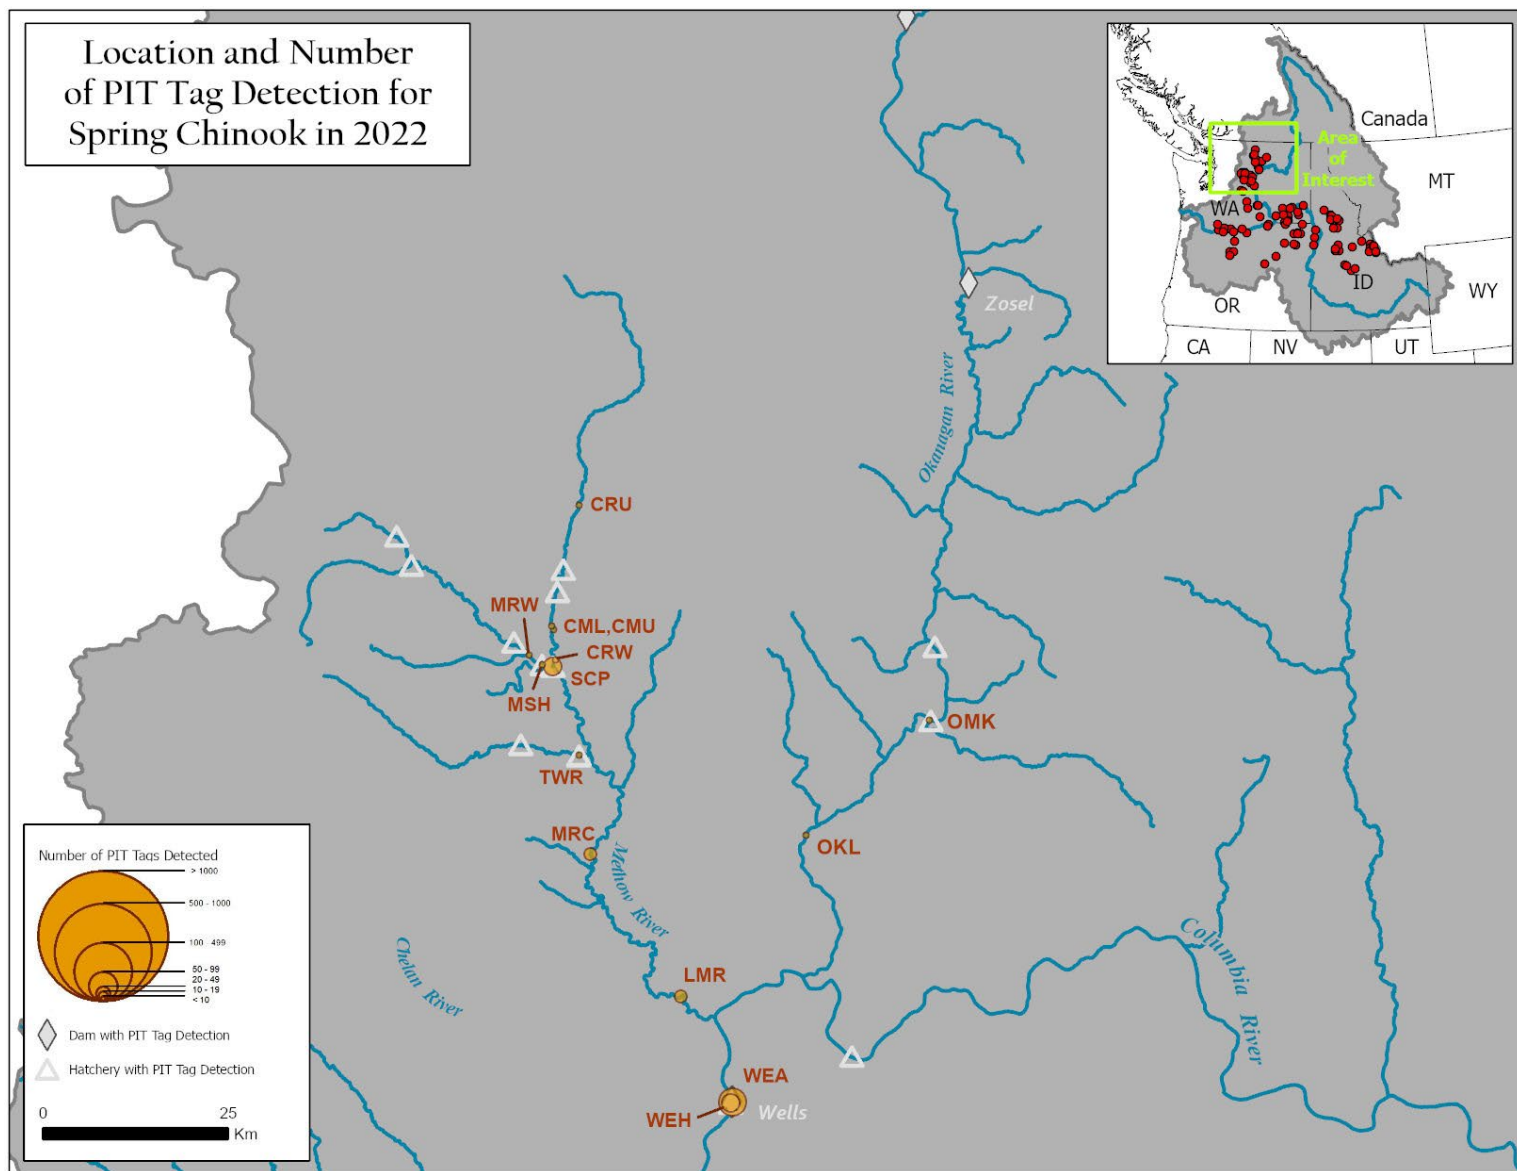 Location and Number
of PIT Tag Detection for
Spring Chinook in 2022
Canada
Area
of
Interest
MT
WA
ID
OR
WY
CA
NV
UT
Zosel
Okanagan River
CRU
MRW
CML,CMU
CRW
SCP
MSH
OMK
TWR
MRC
OKL
Methow River
Chelan River
LMR
Columbia River
WEA
WEH
Wells
Number of PIT Tags Detected
> 1000
500 - 1000
100 - 499
50 - 99
20 - 49
10 - 19
< 10
Dam with PIT Tag Detection
Hatchery with PIT Tag Detection
0 25
Km